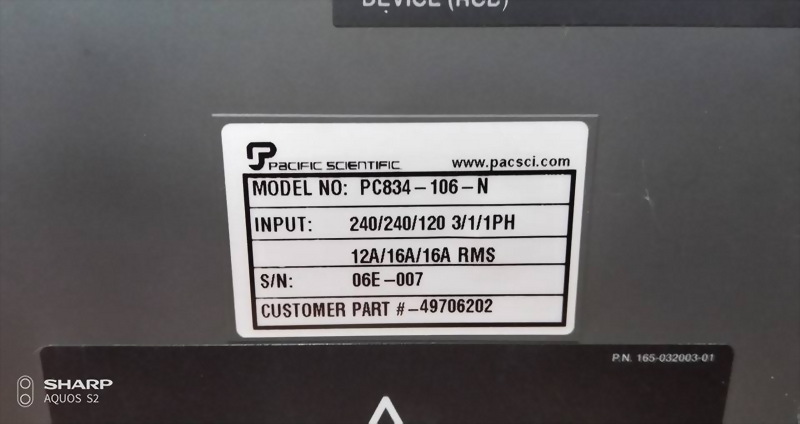 DEVICE (RCD)
PACIFIC SCIENTIFIC www.pacsci.com
MODEL NO: PC834-106-N
INPUT: 240/240/120 3/1/1PH
12A/16A/16A RMS
S/N: 06E-007
CUSTOMER PART #-49706202
P.N. 165-032003-01
SHARP
AQUOS S2